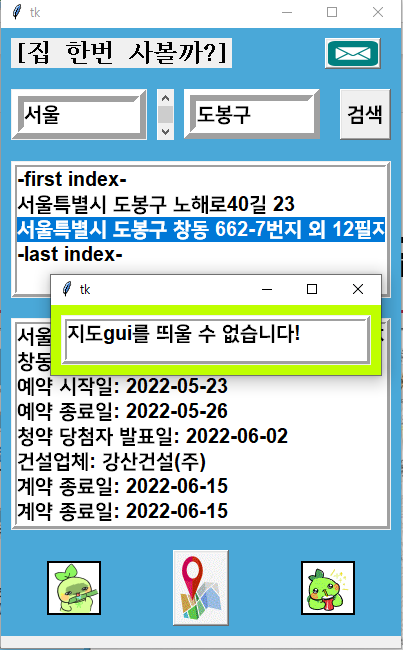 tk
[집 한번 사볼까?]
서울
도봉구
검색
-first index-
서울특별시 도봉구 노해로40길 23
서울특별시 도봉구 창동 662-7번지 외 12필지
-last index-
tk
지도gui를 띄울 수 없습니다!
서울
창동
예약 시작일: 2022-05-23
예약 종료일: 2022-05-26
청약 당첨자 발표일: 2022-06-02
건설업체: 강산건설(주)
계약 종료일: 2022-06-15
계약 종료일: 2022-06-15